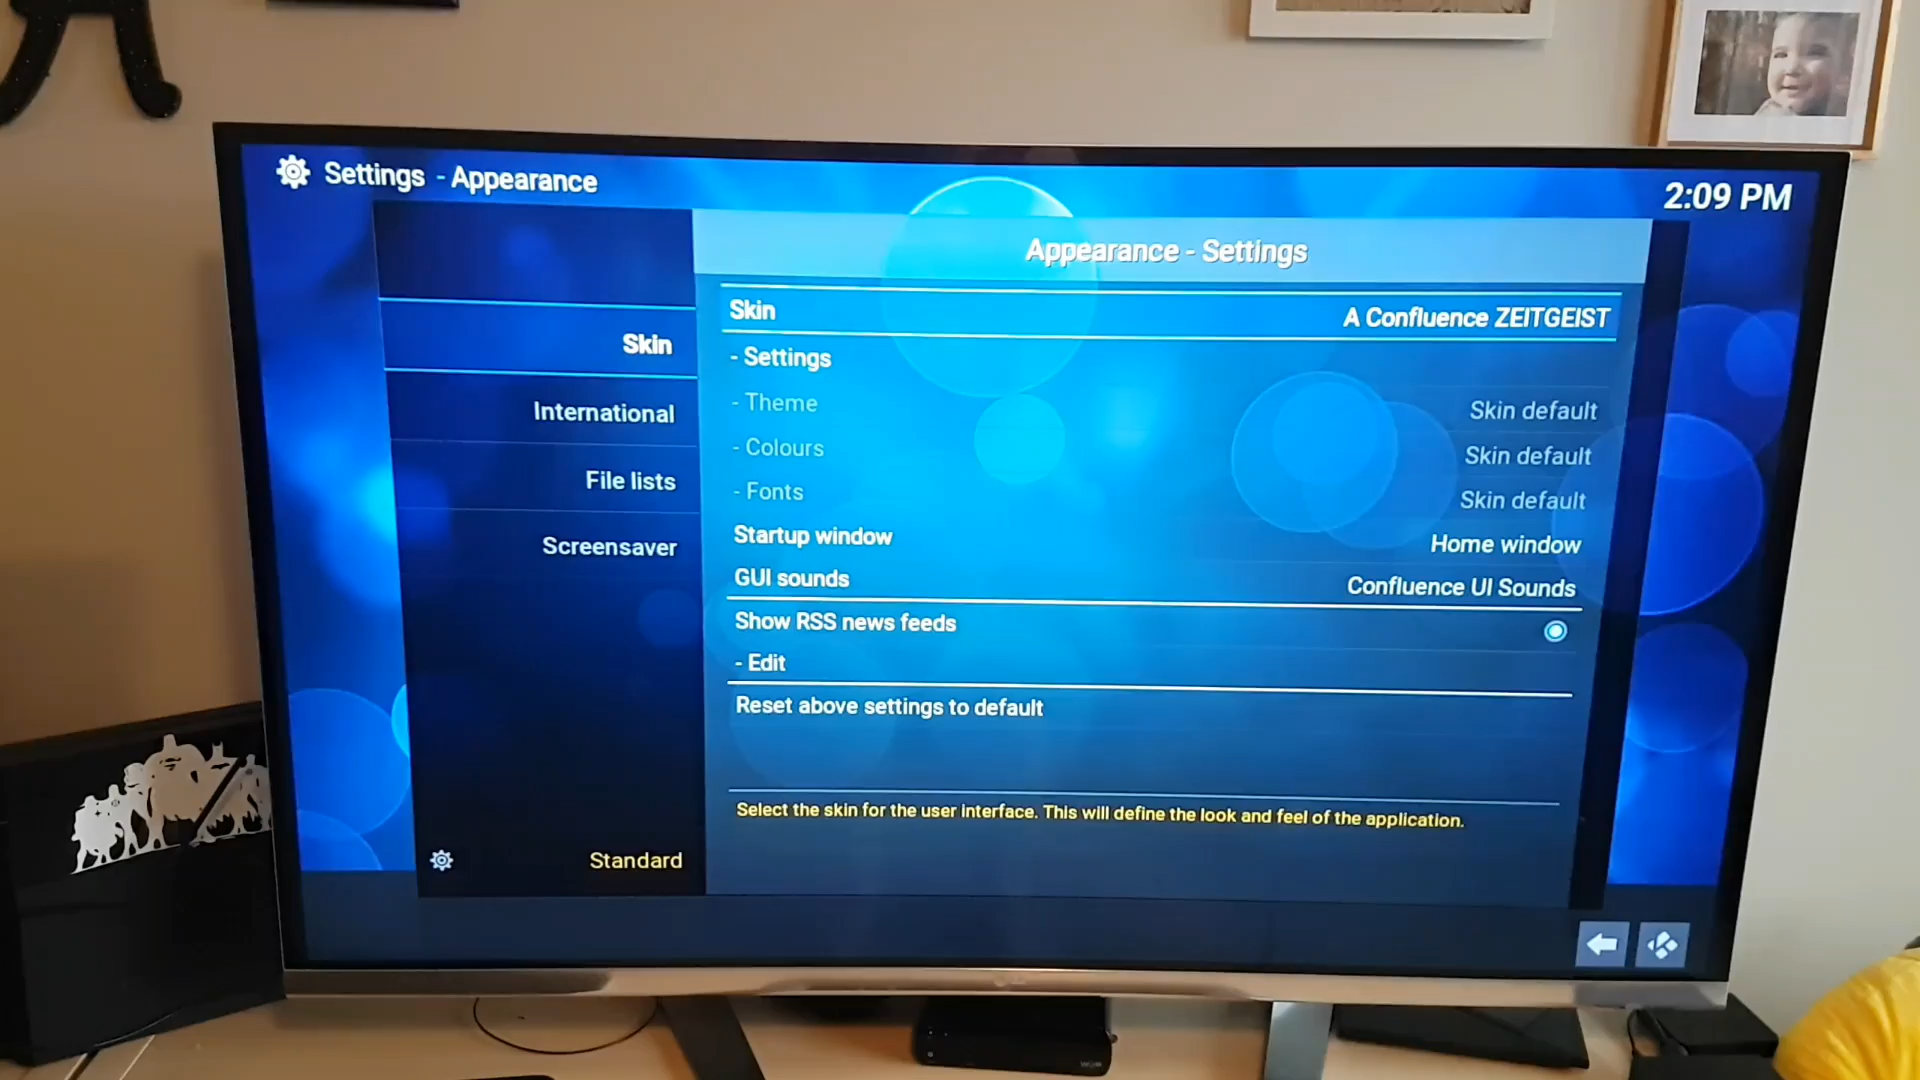 Settings - Appearance
2:09 PM
Appearance - Settings
Skin
International
File lists
Screensaver
Standard
Skin A Confluence ZEITGEIST
- Settings
- Theme Skin default
- Colours Skin default
- Fonts Skin default
Startup window Home window
GUI sounds Confluence UI Sounds
Show RSS news feeds
- Edit
Reset above settings to default
Select the skin for the user interface. This will define the look and feel of the application.